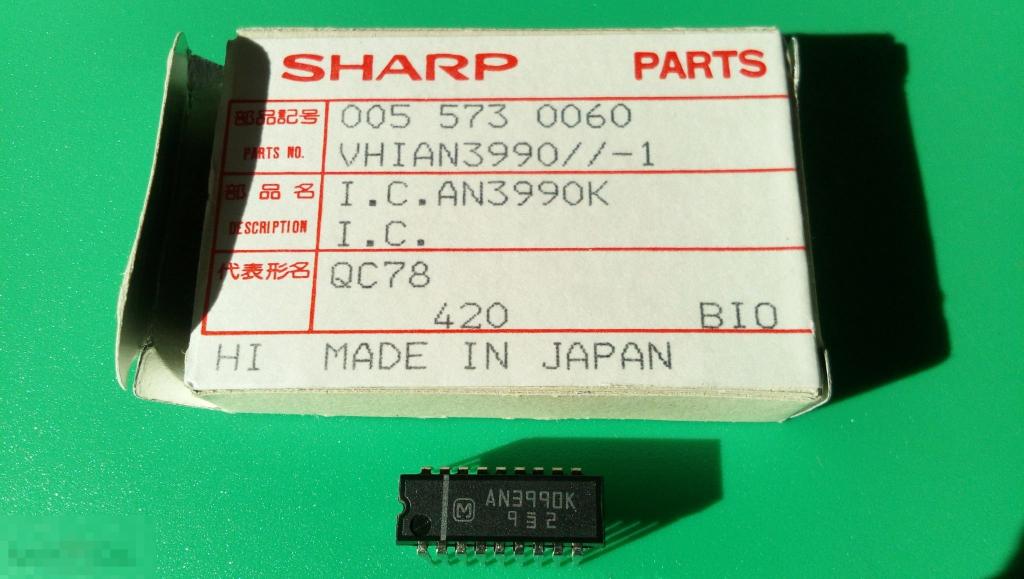 SHARP PARTS
部品記号 005 573 0060
PARTS NO. VHIAN3990//-1
部品名 I.C.AN3990K
DESCRIPTION I.C.
代表形名 QC78
420 BIO
HI MADE IN JAPAN
M AN3990K
932